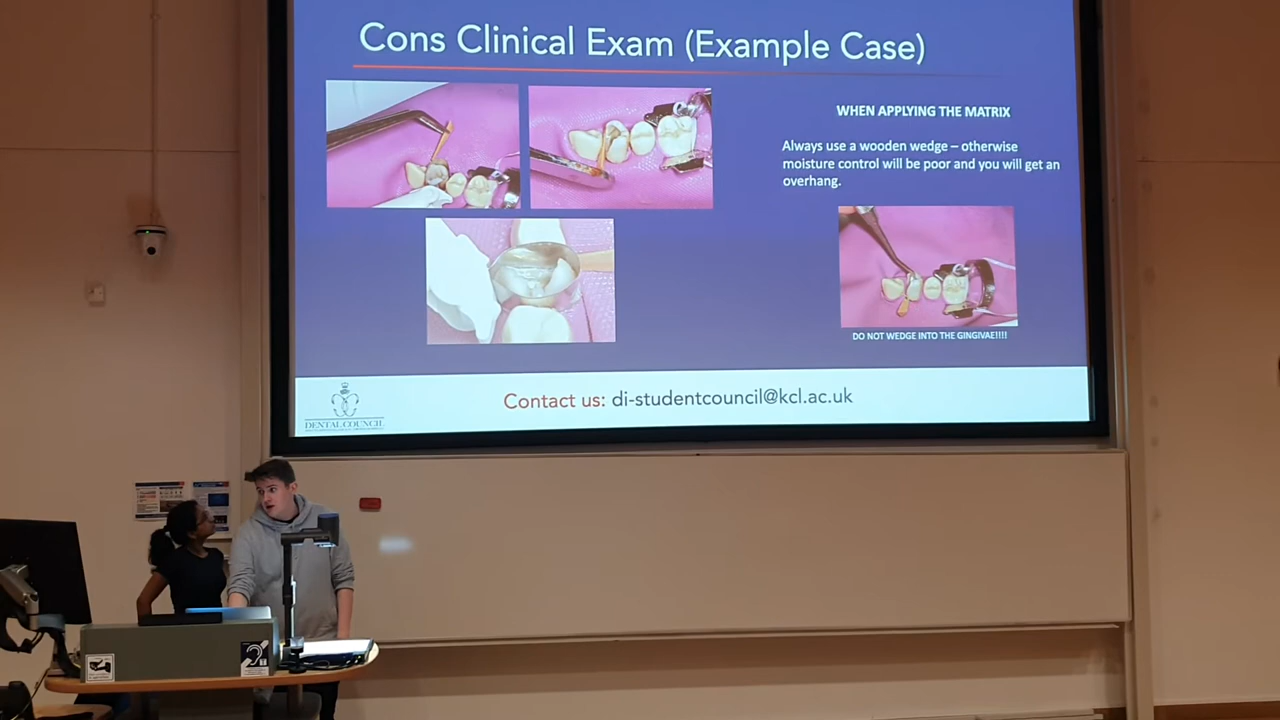 Cons Clinical Exam (Example Case)
WHEN APPLYING THE MATRIX
Always use a wooden wedge – otherwise
moisture control will be poor and you will get an
overhang.
DO NOT WEDGE INTO THE GINGIVAE!!!!
DENTAL COUNCIL
Contact us: di-studentcouncil@kcl.ac.uk